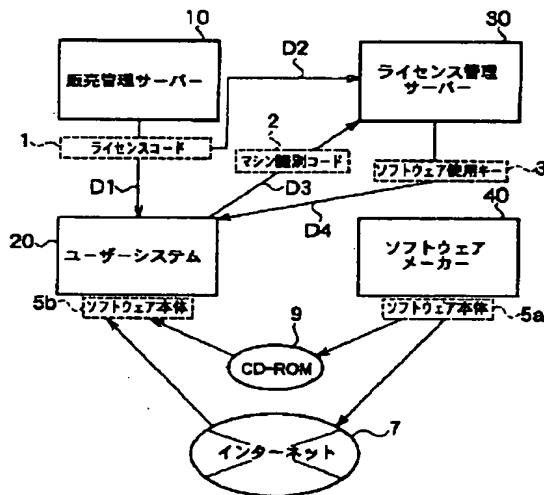 10
30
D2
販売管理サーバー
ライセンス管理
サーバー
1
ライセンスコード
2
マシン識別コード
ソフトウェア使用キー
3
D1
D3
D4
20
40
ユーザーシステム
ソフトウェア
メーカー
5b
ソフトウェア本体
ソフトウェア本体
5a
9
CD-ROM
7
インターネット